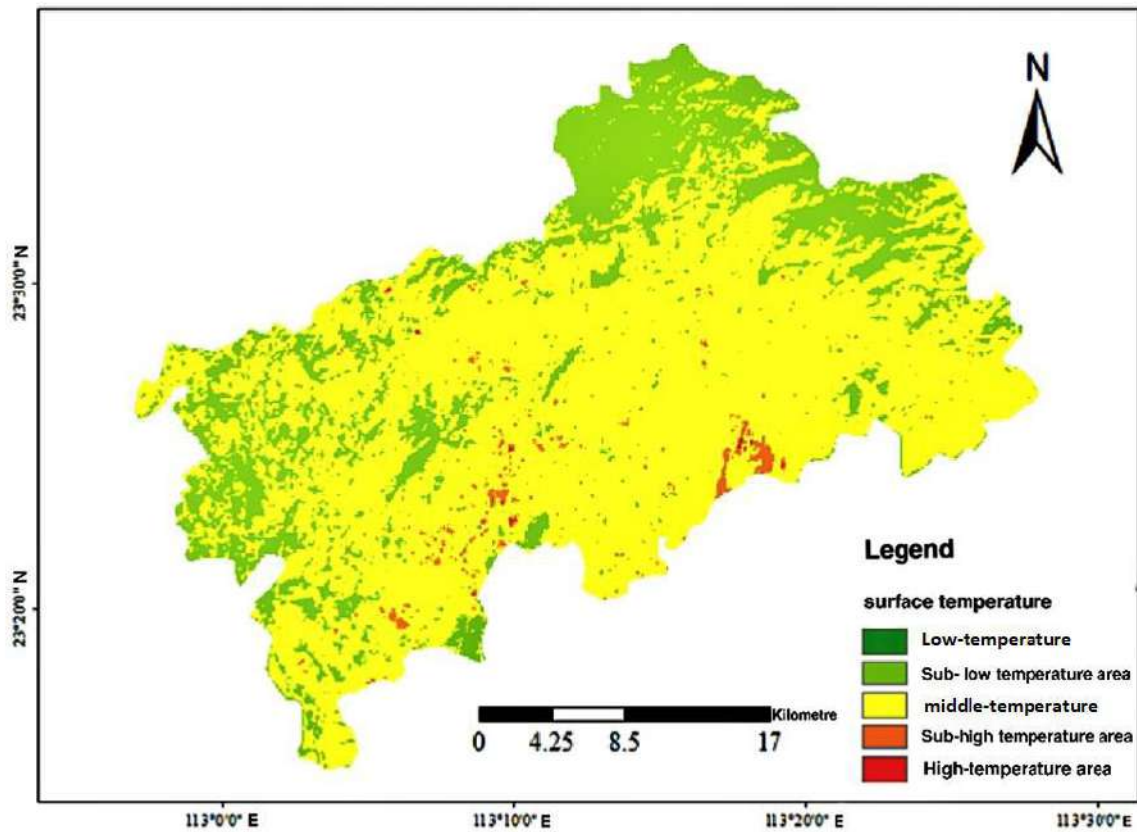 N
23°30'0" N
23°20'0" N
Legend
surface temperature
Low-temperature
Sub- low temperature area
middle-temperature
Sub-high temperature area
High-temperature area
Kilometre
0 4.25 8.5 17
113°0'0" E 113°10'0" E 113°20'0" E 113°30'0" E